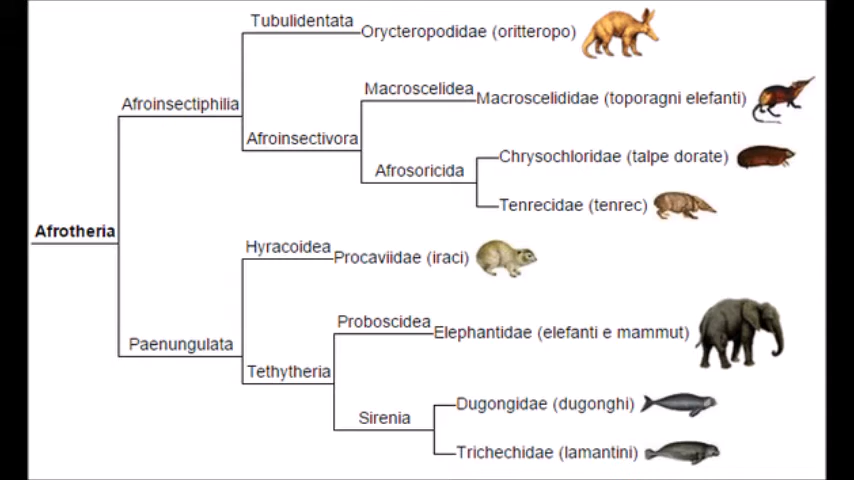 Tubulidentata
Orycteropodidae (oritteropo)
Macroscelidea
Macroscelididae (toporagni elefanti)
Afroinsectiphilia
Afroinsectivora
Chrysochloridae (talpe dorate)
Afrosoricida
Tenrecidae (tenrec)
Afrotheria
Hyracoidea
Procaviidae (iraci)
Proboscidea
Elephantidae (elefanti e mammut)
Paenungulata
Tethytheria
Dugongidae (dugonghi)
Sirenia
Trichechidae (lamantini)